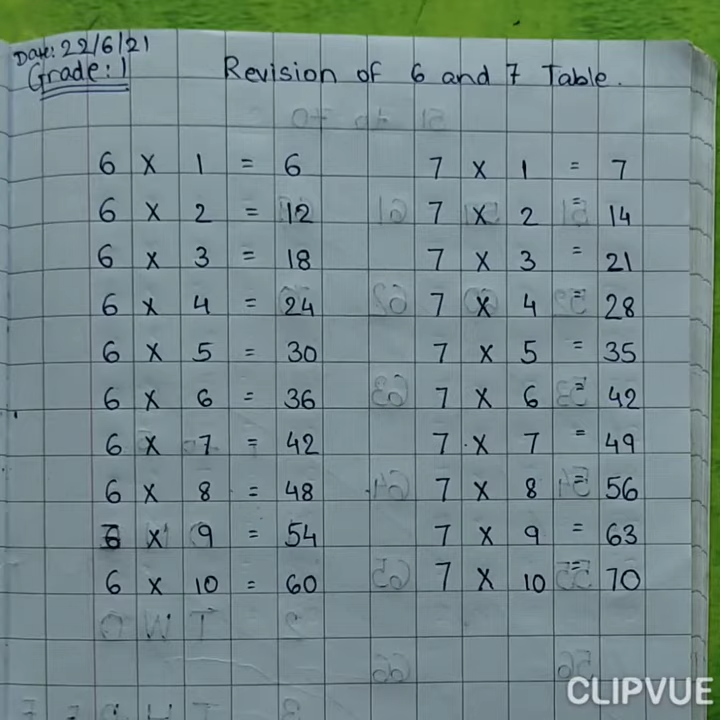 Date: 22/6/21
Grade: 1
Revision of 6 and 7 Table.
6 x 1 = 6 7 x 1 = 7
6 x 2 = 12 7 x 2 = 14
6 x 3 = 18 7 x 3 = 21
6 x 4 = 24 7 x 4 = 28
6 x 5 = 30 7 x 5 = 35
6 x 6 = 36 7 x 6 = 42
6 x 7 = 42 7 x 7 = 49
6 x 8 = 48 7 x 8 = 56
6 x 9 = 54 7 x 9 = 63
6 x 10 = 60 7 x 10 = 70
CLIPVUE